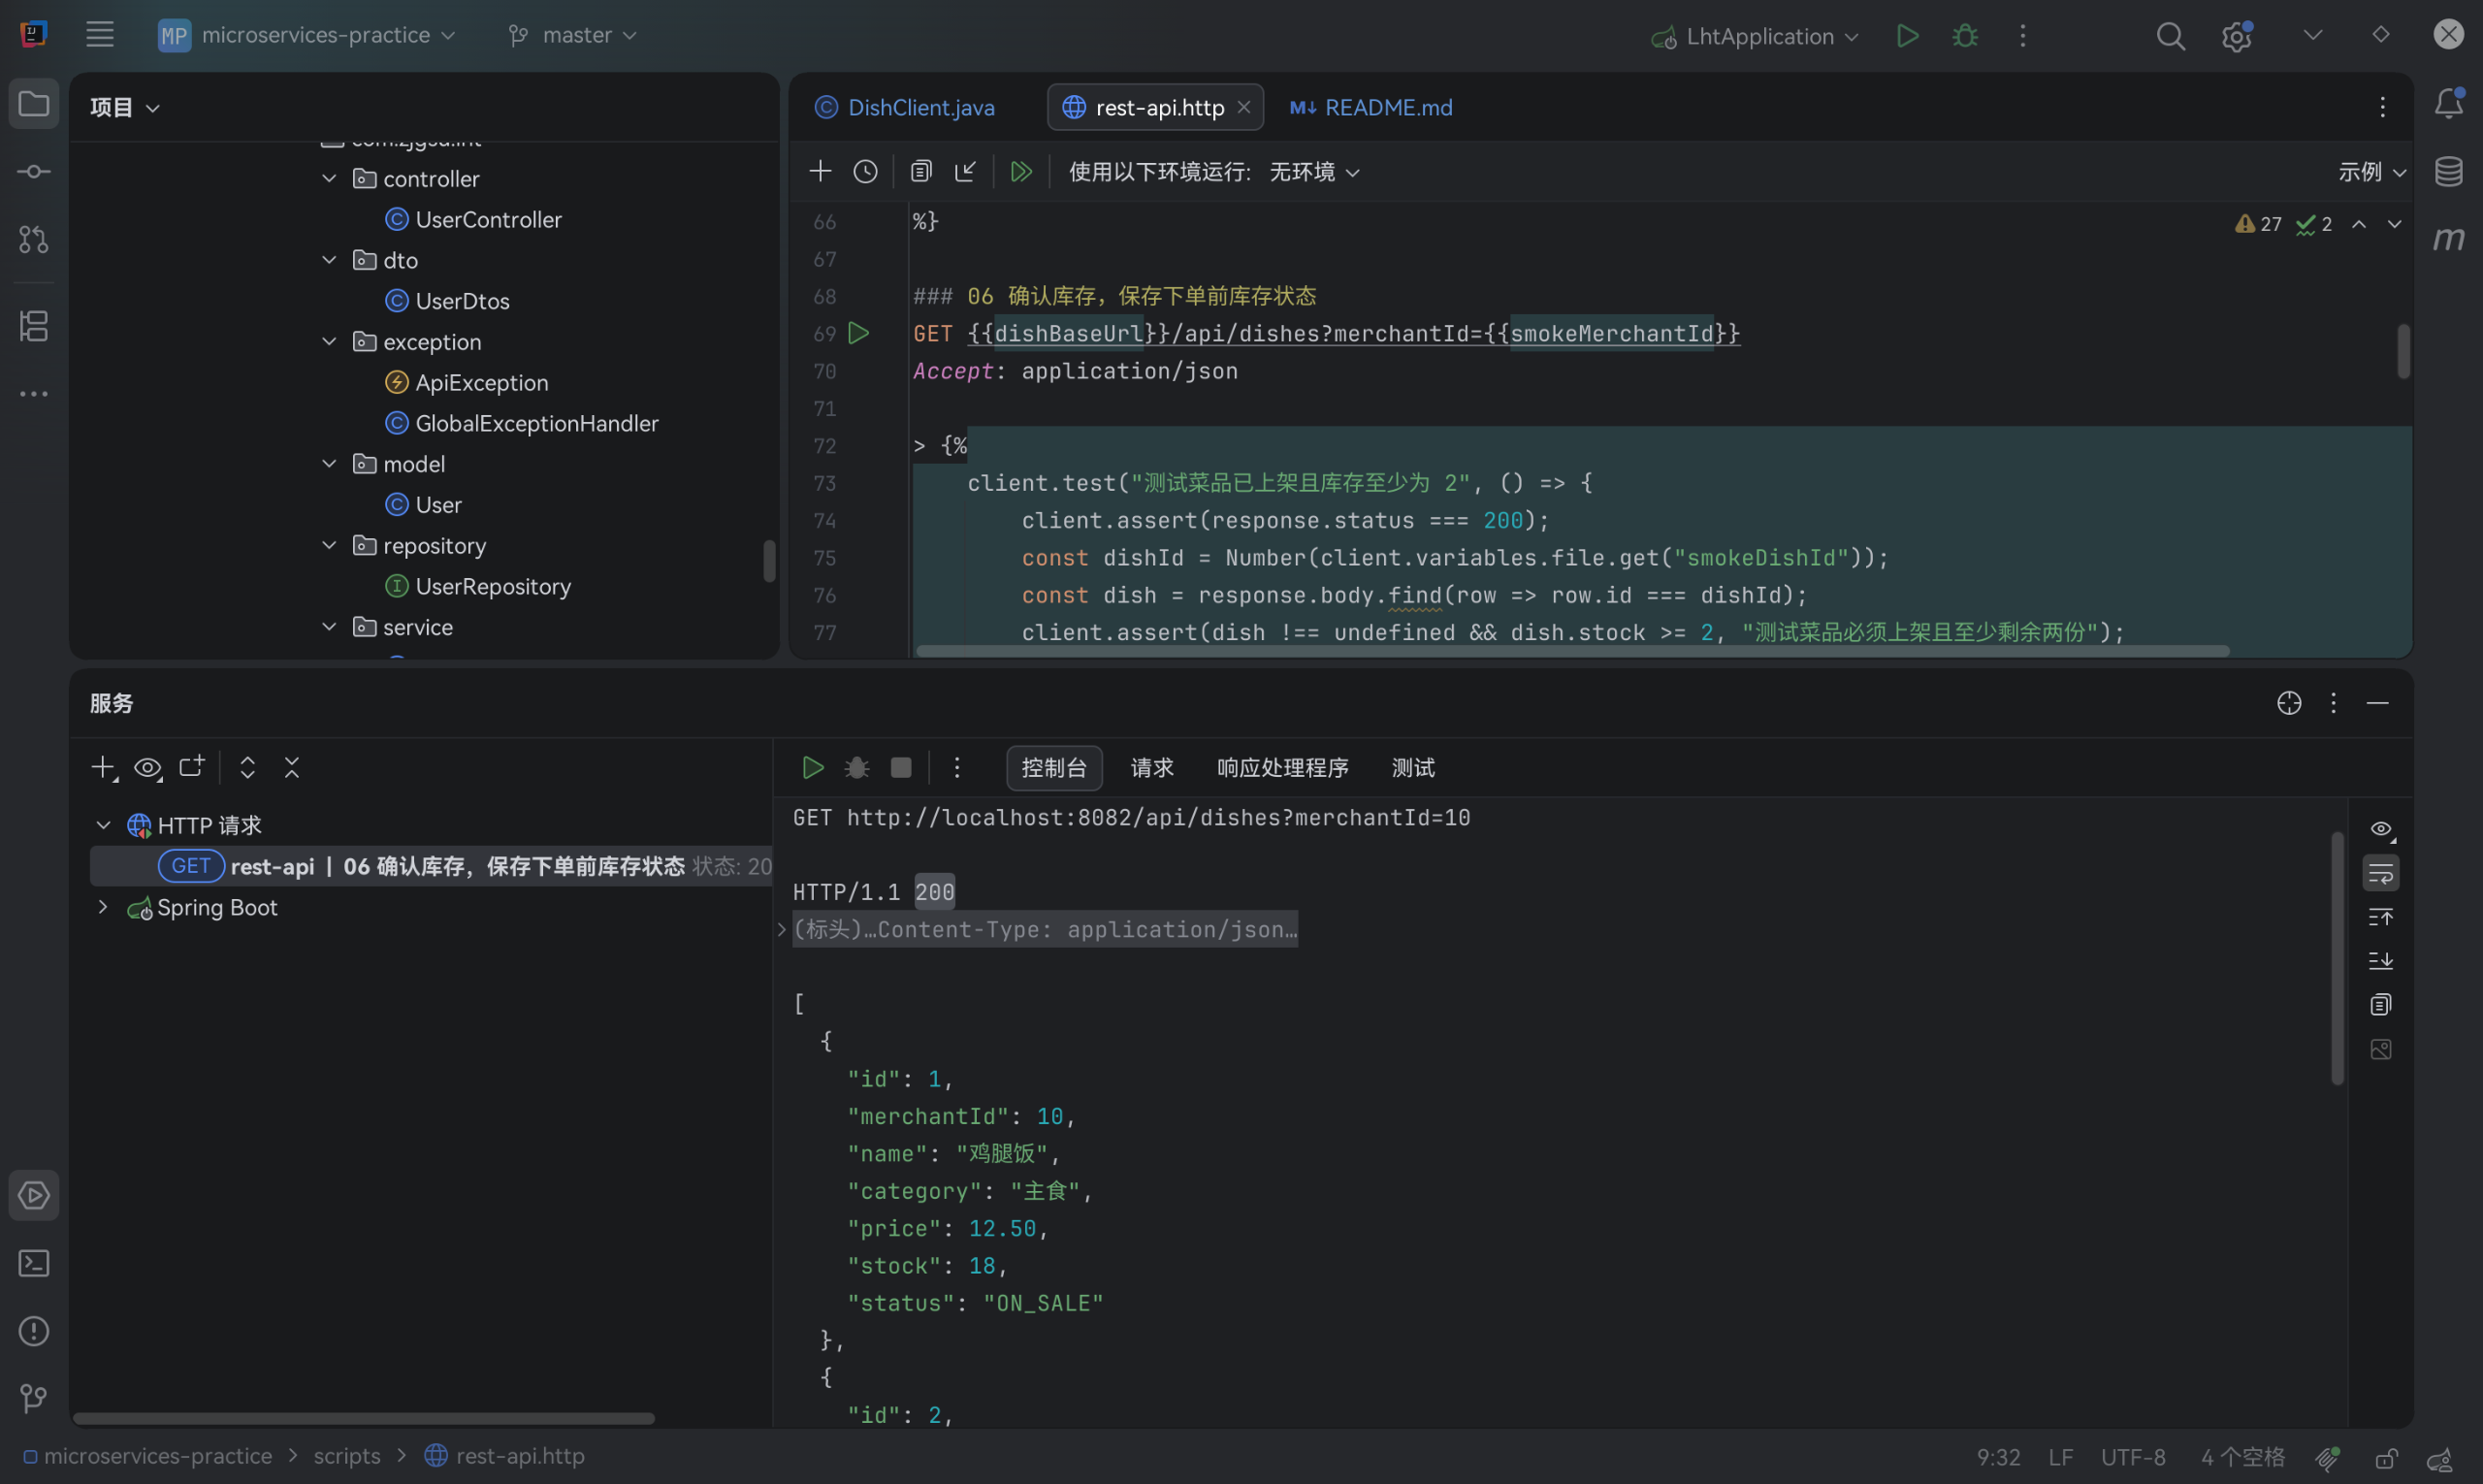 MP microservices-practice master LhtApplication
项目
controller
UserController
dto
UserDtos
exception
ApiException
GlobalExceptionHandler
model
User
repository
UserRepository
service
DishClient.java rest-api.http README.md
使用以下环境运行: 无环境 示例
27 2
66 %}
67
68 ### 06 确认库存，保存下单前库存状态
69 GET {{dishBaseUrl}}/api/dishes?merchantId={{smokeMerchantId}}
70 Accept: application/json
71
72 > {%
73 client.test("测试菜品已上架且库存至少为 2", () => {
74 client.assert(response.status === 200);
75 const dishId = Number(client.variables.file.get("smokeDishId"));
76 const dish = response.body.find(row => row.id === dishId);
77 client.assert(dish !== undefined && dish.stock >= 2, "测试菜品必须上架且至少剩余两份");
服务
HTTP 请求
GET rest-api | 06 确认库存，保存下单前库存状态 状态: 20
Spring Boot
控制台 请求 响应处理程序 测试
GET http://localhost:8082/api/dishes?merchantId=10
HTTP/1.1 200
(标头)…Content-Type: application/json…
[
{
"id": 1,
"merchantId": 10,
"name": "鸡腿饭",
"category": "主食",
"price": 12.50,
"stock": 18,
"status": "ON_SALE"
},
{
"id": 2,
microservices-practice > scripts > rest-api.http
9:32 LF UTF-8 4 个空格